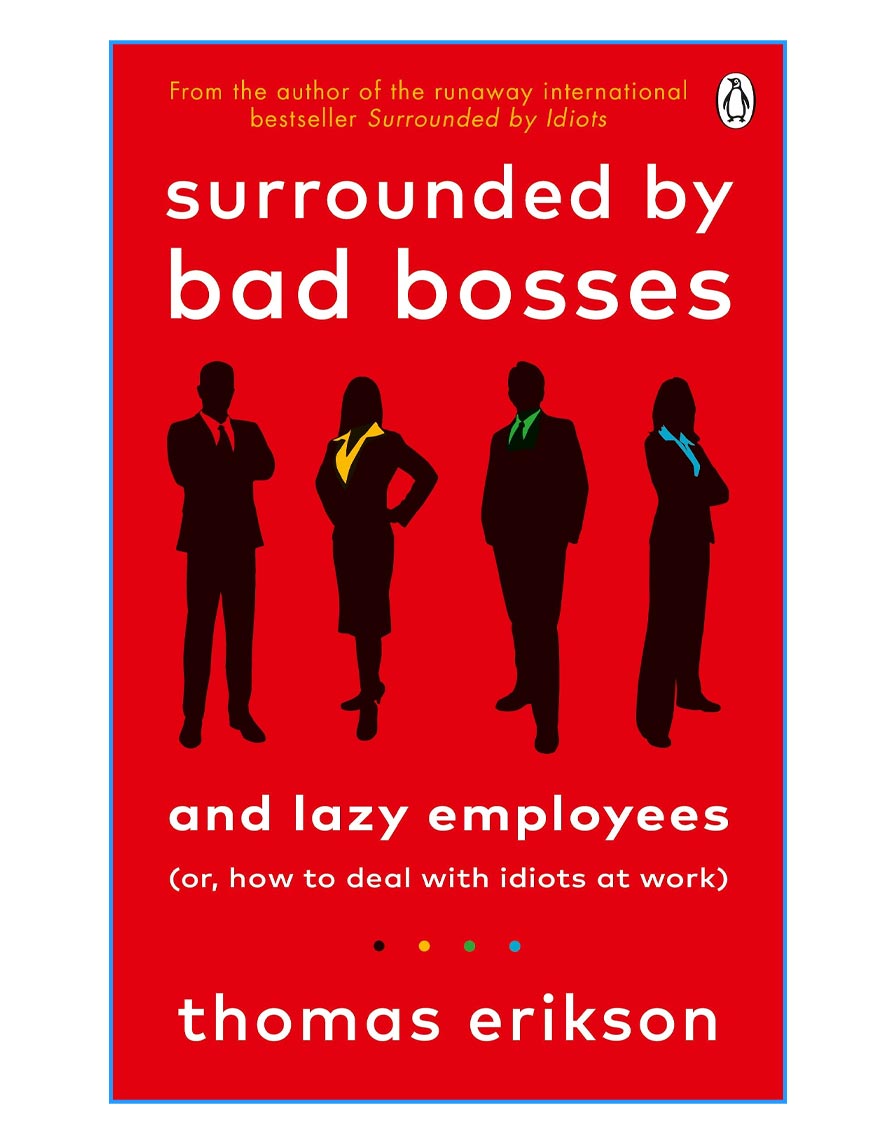 From the author of the runaway international
bestseller Surrounded by Idiots
surrounded by
bad bosses
and lazy employees
(or, how to deal with idiots at work)
thomas erikson